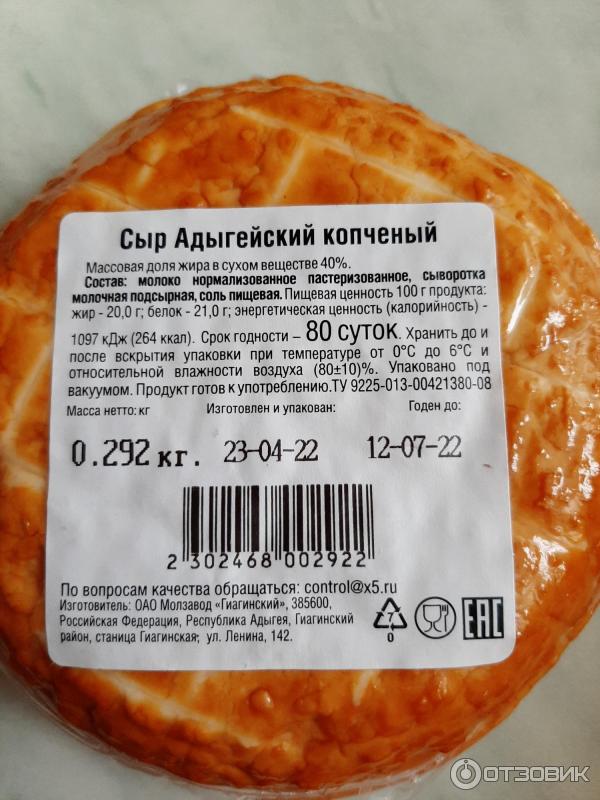 Сыр Адыгейский копченый
Массовая доля жира в сухом веществе 40%.
Состав: молоко нормализованное пастеризованное, сыворотка
молочная подсырная, соль пищевая. Пищевая ценность 100 г продукта:
жир - 20,0 г; белок - 21,0 г; энергетическая ценность (калорийность) -
1097 кДж (264 ккал). Срок годности – 80 суток. Хранить до и
после вскрытия упаковки при температуре от 0°С до 6°С и
относительной влажности воздуха (80±10)%. Упаковано под
вакуумом. Продукт готов к употреблению.ТУ 9225-013-00421380-08
Масса нетто: кг Изготовлен и упакован: Годен до:
0.292 кг. 23-04-22 12-07-22
2 302468 002922
По вопросам качества обращаться: control@x5.ru
Изготовитель: ОАО Молзавод «Гиагинский», 385600,
Российская Федерация, Республика Адыгея, Гиагинский
район, станица Гиагинская, ул. Ленина, 142.
7
0
EAC
ОТЗОВИК